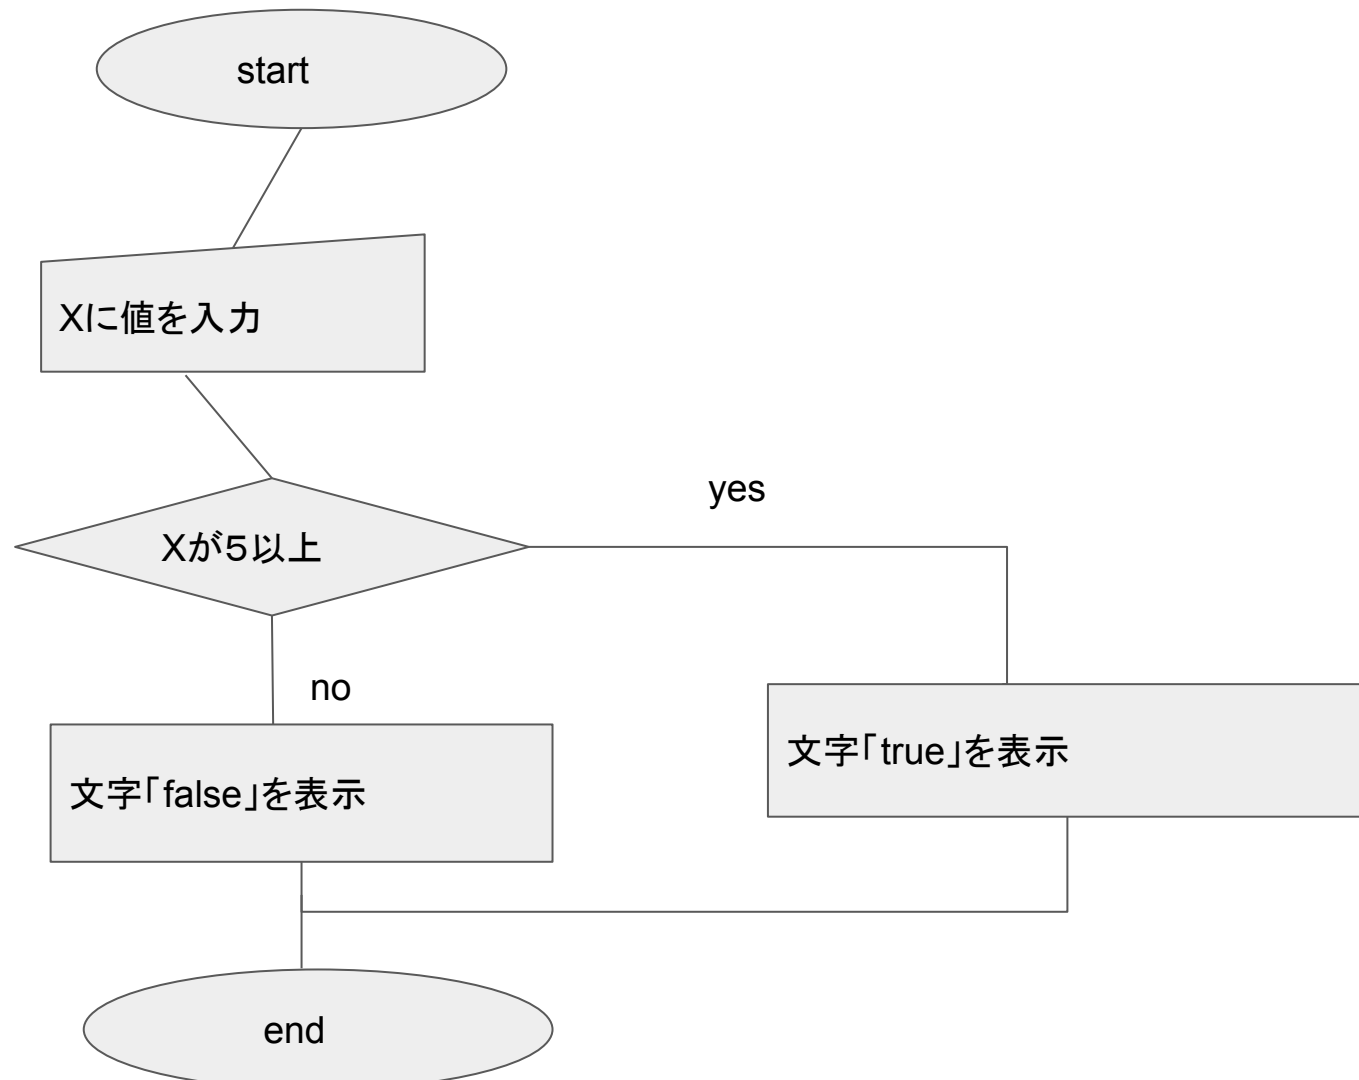 start
Xに値を入力
yes
Xが５以上
no
文字「true」を表示
文字「false」を表示
end